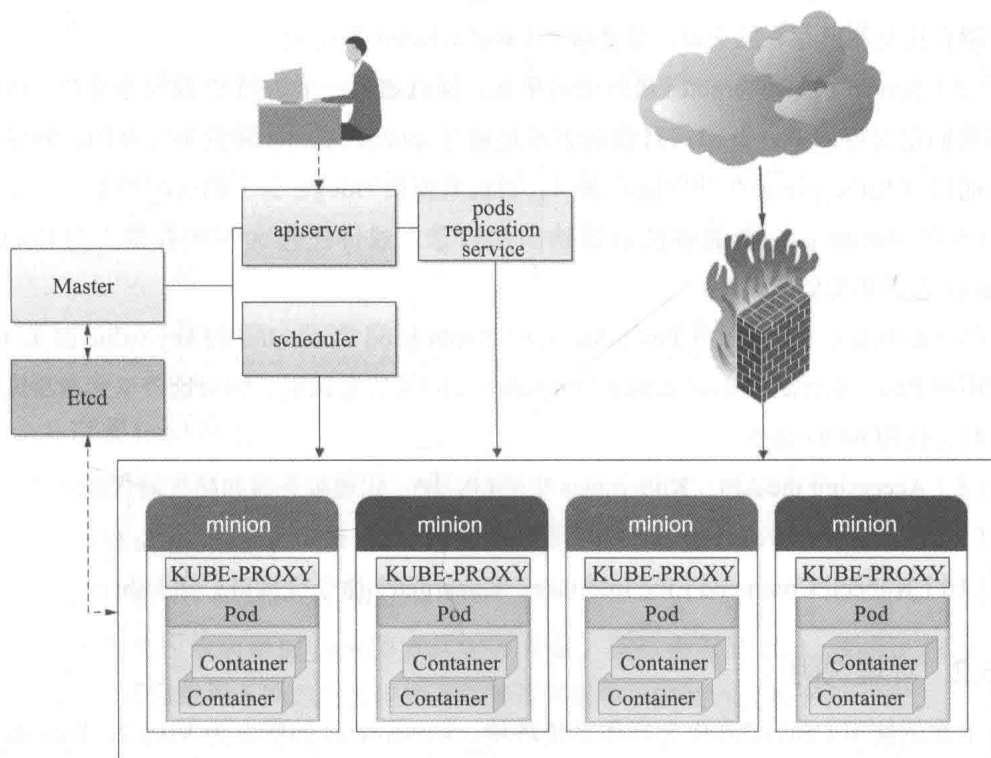 apiserver
pods
replication
service
Master
scheduler
Etcd
minion
minion
minion
minion
KUBE-PROXY
KUBE-PROXY
KUBE-PROXY
KUBE-PROXY
Pod
Pod
Pod
Pod
Container
Container
Container
Container
Container
Container
Container
Container